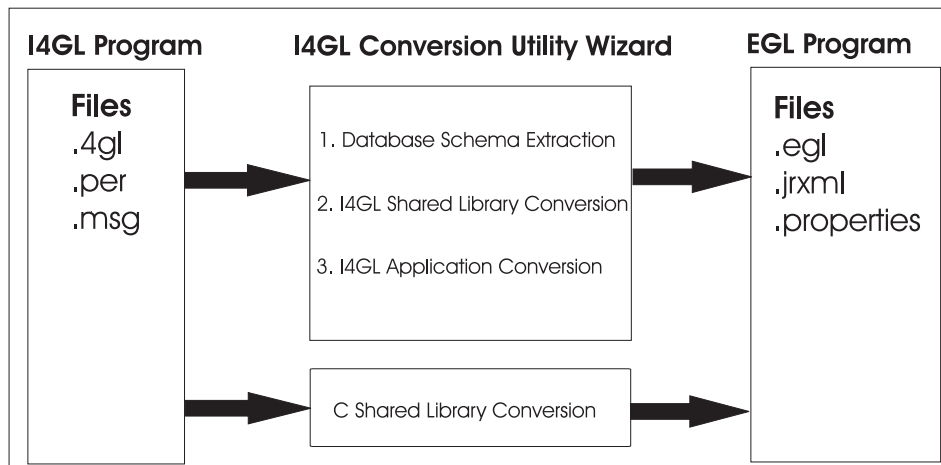 I4GL Program
Files
.4gl
.per
.msg
I4GL Conversion Utility Wizard
1. Database Schema Extraction
2. I4GL Shared Library Conversion
3. I4GL Application Conversion
C Shared Library Conversion
EGL Program
Files
.egl
.jrxml
.properties